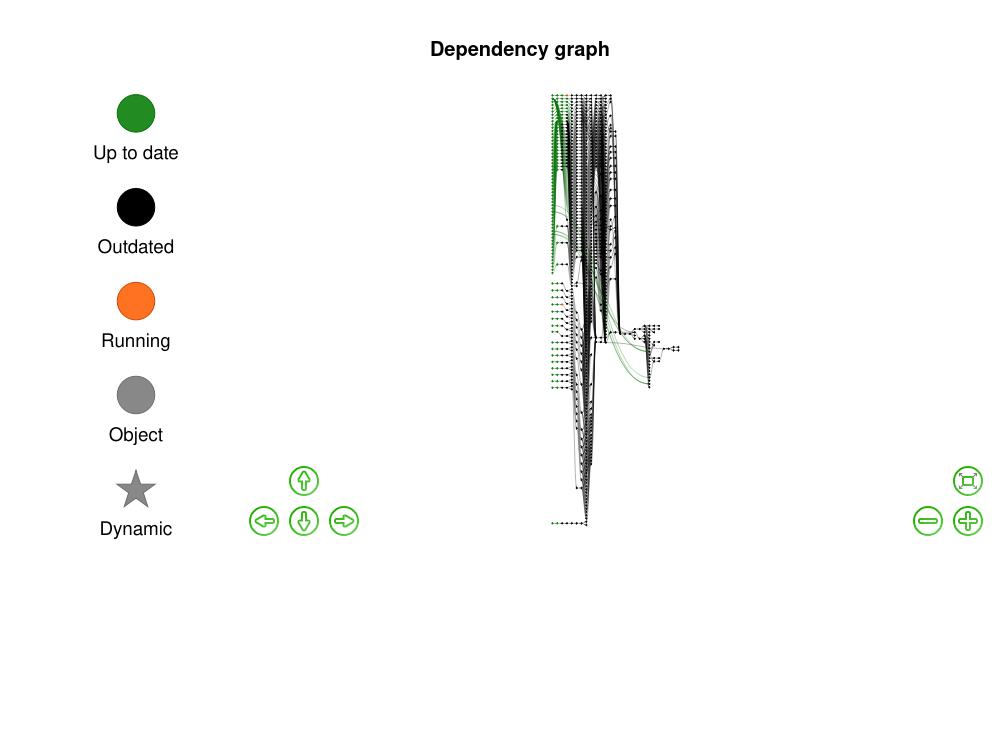 Dependency graph
Up to date
Outdated
Running
Object
Dynamic